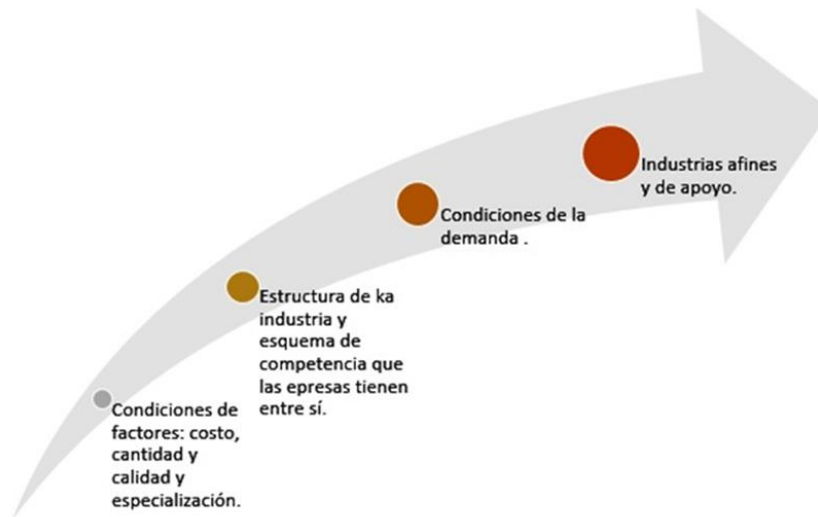 Condiciones de
factores: costo,
cantidad y
calidad y
especialización.
Estructura de ka
industria y
esquema de
competencia que
las epresas tienen
entre sí.
Condiciones de la
demanda .
Industrias afines
y de apoyo.